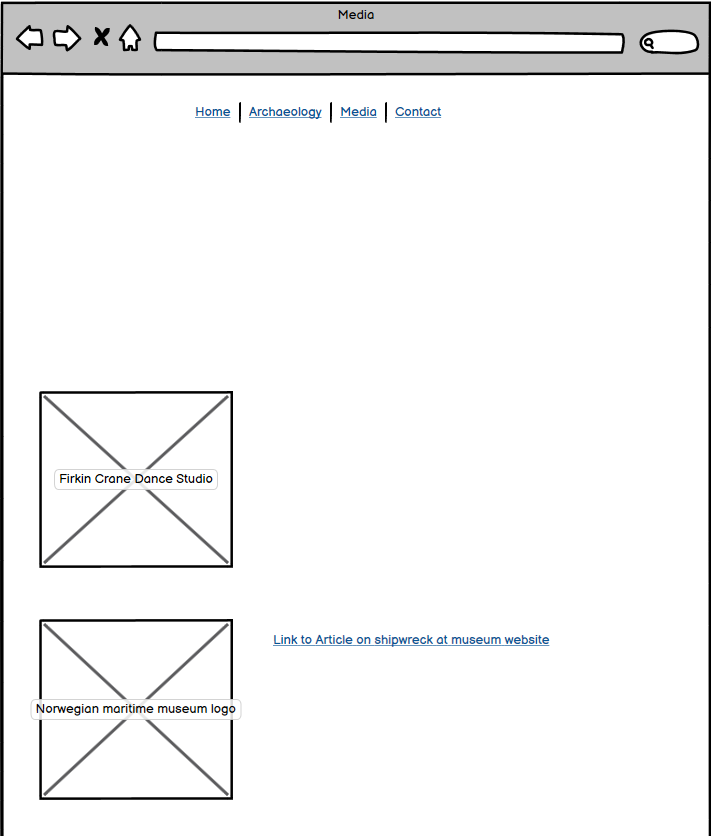 Media
Home Archaeology Media Contact
Firkin Crane Dance Studio
Link to Article on shipwreck at museum website
Norwegian maritime museum logo